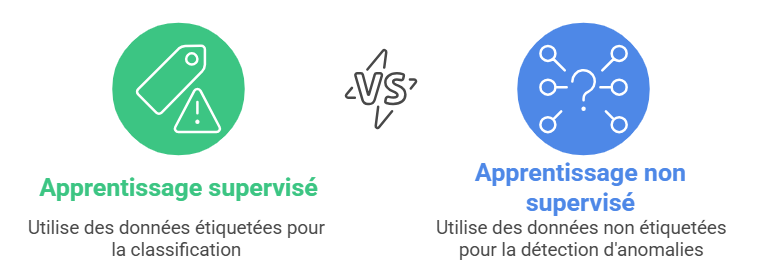 VS
Apprentissage supervisé
Utilise des données étiquetées pour
la classification
Apprentissage non
supervisé
Utilise des données non étiquetées
pour la détection d'anomalies